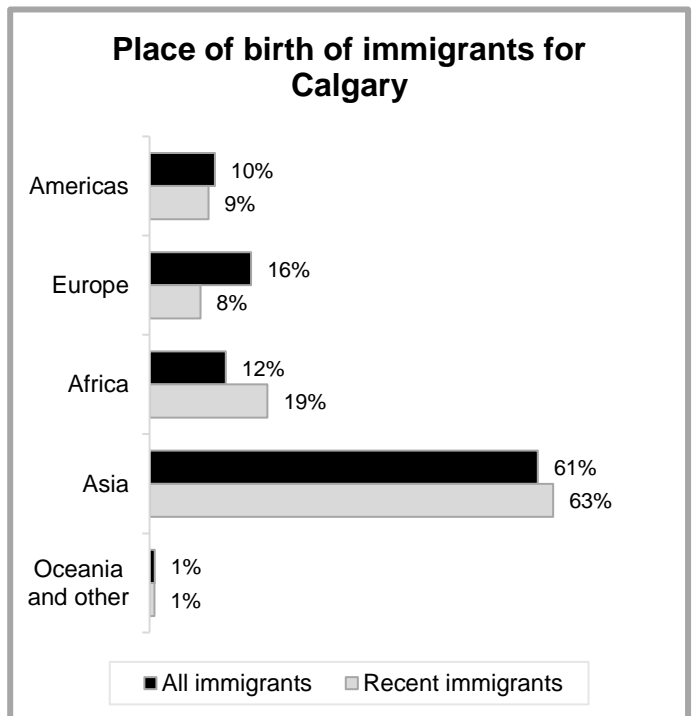 Place of birth of immigrants for
Calgary
Americas
10%
9%
Europe
16%
8%
Africa
12%
19%
Asia
61%
63%
Oceania
and other
1%
1%
All immigrants
Recent immigrants